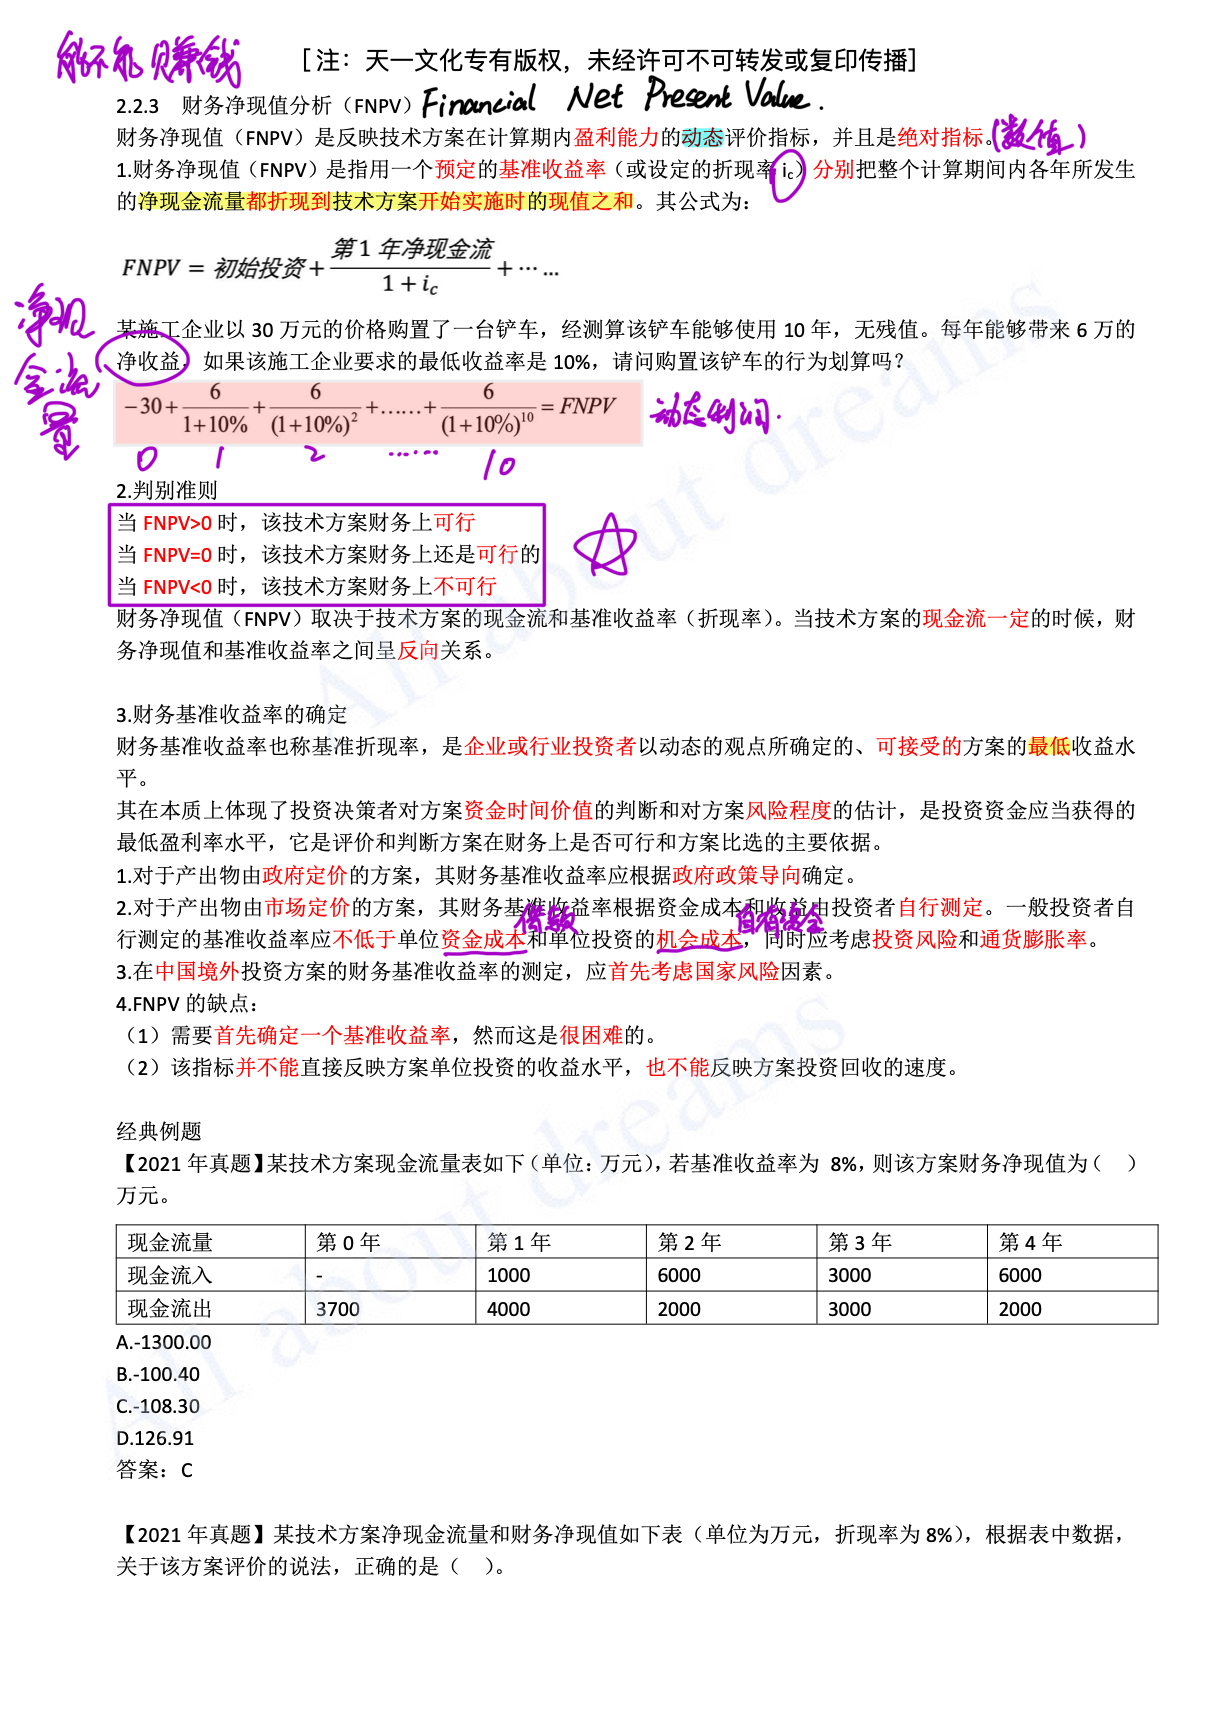 能不能赚钱
[注：天一文化专有版权，未经许可不可转发或复印传播]
2.2.3 财务净现值分析（FNPV）Financial Net Present Value.
财务净现值（FNPV）是反映技术方案在计算期内盈利能力的动态评价指标，并且是绝对指标。(数值)
1.财务净现值（FNPV）是指用一个预定的基准收益率（或设定的折现率 ic）分别把整个计算期间内各年所发生
的净现金流量都折现到技术方案开始实施时的现值之和。其公式为：
FNPV = 初始投资 + 第 1 年净现金流 / (1 + ic) + ⋯ …
净现金流量
某施工企业以 30 万元的价格购置了一台铲车，经测算该铲车能够使用 10 年，无残值。每年能够带来 6 万的
净收益，如果该施工企业要求的最低收益率是 10%，请问购置该铲车的行为划算吗？
−30 + 6/(1+10%) + 6/(1+10%)² + …… + 6/(1+10%)¹⁰ = FNPV 动态利润.
0 1 2 …… 10
2.判别准则
当 FNPV>0 时，该技术方案财务上可行
当 FNPV=0 时，该技术方案财务上还是可行的
当 FNPV<0 时，该技术方案财务上不可行
财务净现值（FNPV）取决于技术方案的现金流和基准收益率（折现率）。当技术方案的现金流一定的时候，财
务净现值和基准收益率之间呈反向关系。
3.财务基准收益率的确定
财务基准收益率也称基准折现率，是企业或行业投资者以动态的观点所确定的、可接受的方案的最低收益水
平。
其在本质上体现了投资决策者对方案资金时间价值的判断和对方案风险程度的估计，是投资资金应当获得的
最低盈利率水平，它是评价和判断方案在财务上是否可行和方案比选的主要依据。
1.对于产出物由政府定价的方案，其财务基准收益率应根据政府政策导向确定。
2.对于产出物由市场定价的方案，其财务基准收益率根据资金成本和收益由投资者自行测定。一般投资者自
借款 自有资金
行测定的基准收益率应不低于单位资金成本和单位投资的机会成本，同时应考虑投资风险和通货膨胀率。
3.在中国境外投资方案的财务基准收益率的测定，应首先考虑国家风险因素。
4.FNPV 的缺点：
（1）需要首先确定一个基准收益率，然而这是很困难的。
（2）该指标并不能直接反映方案单位投资的收益水平，也不能反映方案投资回收的速度。
经典例题
【2021 年真题】某技术方案现金流量表如下（单位：万元），若基准收益率为 8%，则该方案财务净现值为（ ）
万元。
现金流量 第 0 年 第 1 年 第 2 年 第 3 年 第 4 年
现金流入 - 1000 6000 3000 6000
现金流出 3700 4000 2000 3000 2000
A.-1300.00
B.-100.40
C.-108.30
D.126.91
答案：C
【2021 年真题】某技术方案净现金流量和财务净现值如下表（单位为万元，折现率为 8%），根据表中数据，
关于该方案评价的说法，正确的是（ ）。
All about dreams
All about dreams